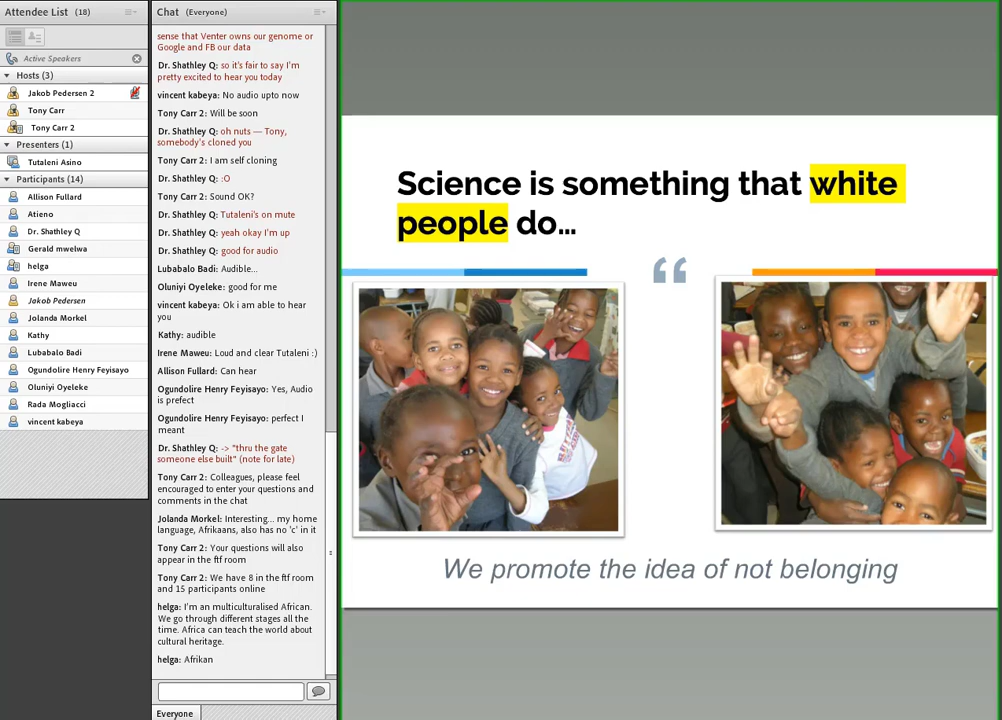 Attendee List (18)
Active Speakers
Hosts (3)
Jakob Pedersen 2
Tony Carr
Tony Carr 2
Presenters (1)
Tutaleni Asino
Participants (14)
Allison Fullard
Atieno
Dr. Shathley Q
Gerald mwelwa
helga
Irene Maweu
Jakob Pedersen
Jolanda Morkel
Kathy
Lubabalo Badi
Ogundolire Henry Feyisayo
Oluniyi Oyeleke
Rada Mogliacci
vincent kabeya
Chat (Everyone)
sense that Venter owns our genome or
Google and FB our data
Dr. Shathley Q: so it's fair to say I'm
pretty excited to hear you today
vincent kabeya: No audio upto now
Tony Carr 2: Will be soon
Dr. Shathley Q: oh nuts — Tony,
somebody's cloned you
Tony Carr 2: I am self cloning
Dr. Shathley Q: :O
Tony Carr 2: Sound OK?
Dr. Shathley Q: Tutaleni's on mute
Dr. Shathley Q: yeah okay I'm up
Dr. Shathley Q: good for audio
Lubabalo Badi: Audible...
Oluniyi Oyeleke: good for me
vincent kabeya: Ok i am able to hear
you
Kathy: audible
Irene Maweu: Loud and clear Tutaleni :)
Allison Fullard: Can hear
Ogundolire Henry Feyisayo: Yes, Audio
is prefect
Ogundolire Henry Feyisayo: perfect I
meant
Dr. Shathley Q: -> "thru the gate
someone else built" (note for late)
Tony Carr 2: Colleagues, please feel
encouraged to enter your questions and
comments in the chat
Jolanda Morkel: Interesting... my home
language, Afrikaans, also has no 'c' in it
Tony Carr 2: Your questions will also
appear in the ftf room
Tony Carr 2: We have 8 in the ftf room
and 15 participants online
helga: I'm an multiculturalised African.
We go through different stages all the
time. Africa can teach the world about
cultural heritage.
helga: Afrikan
Everyone
Science is something that white
people do...
“
We promote the idea of not belonging